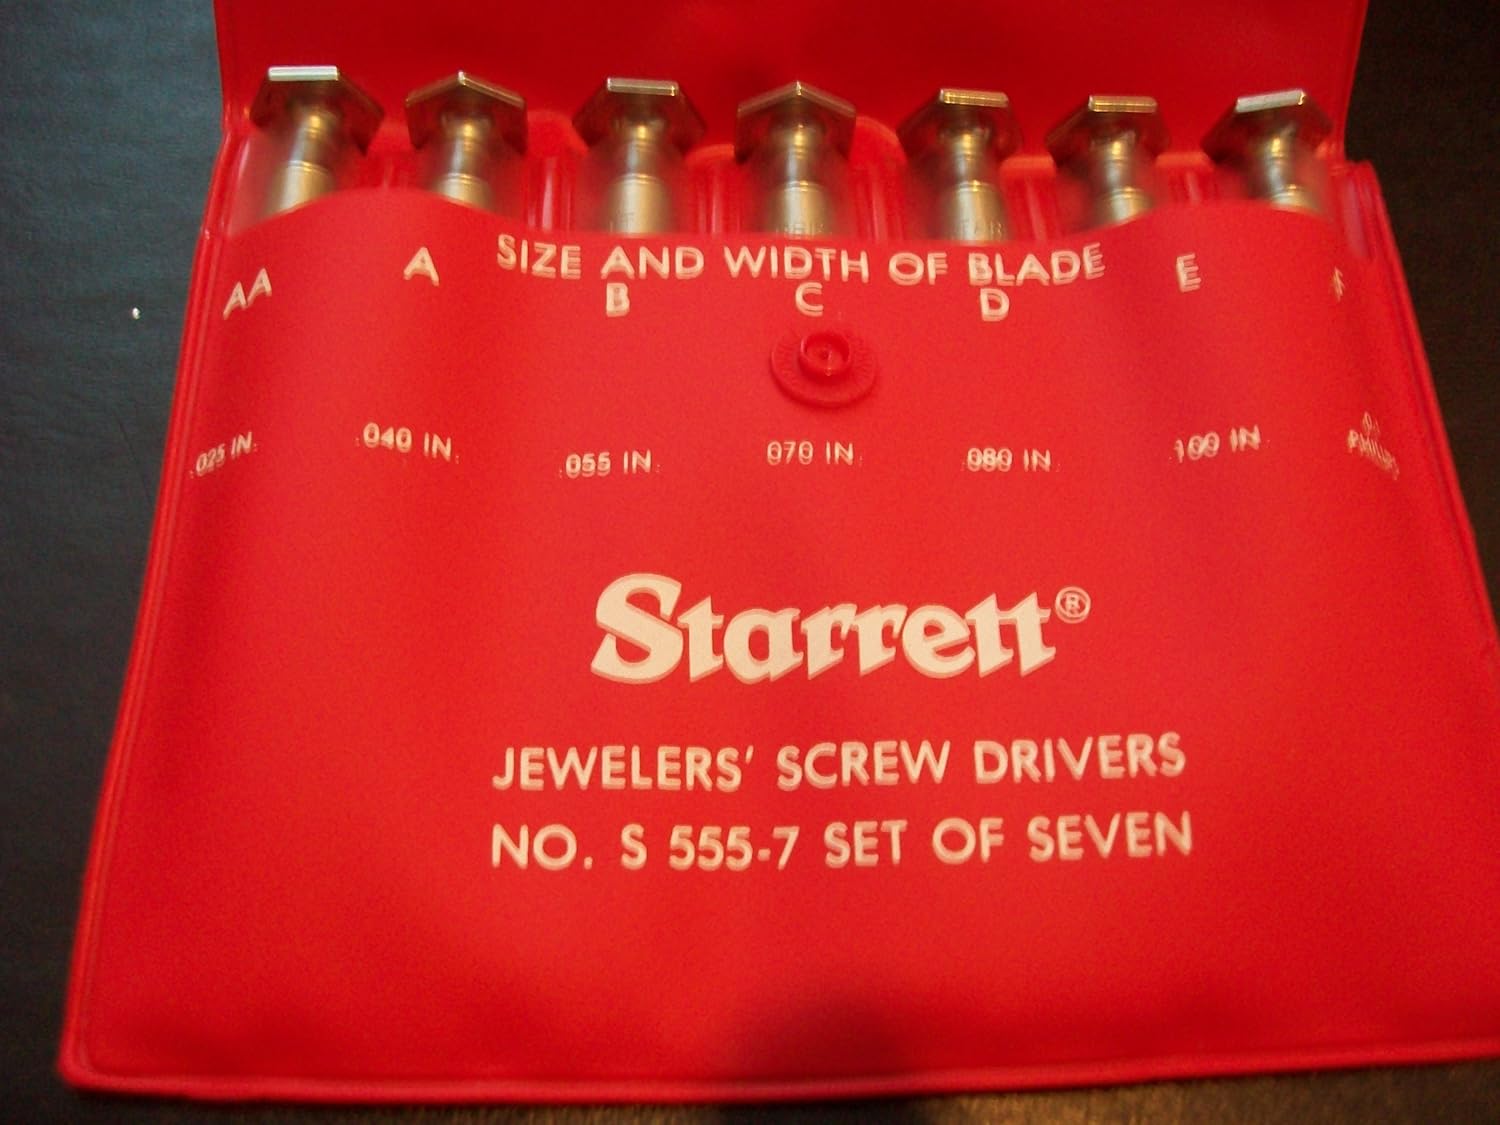 SIZE AND WIDTH OF BLADE
AA A B C D E F
.025 IN. .040 IN. .055 IN. .070 IN. .080 IN. .100 IN. PHILLIPS
Starrett®
JEWELERS' SCREW DRIVERS
NO. S 555-7 SET OF SEVEN